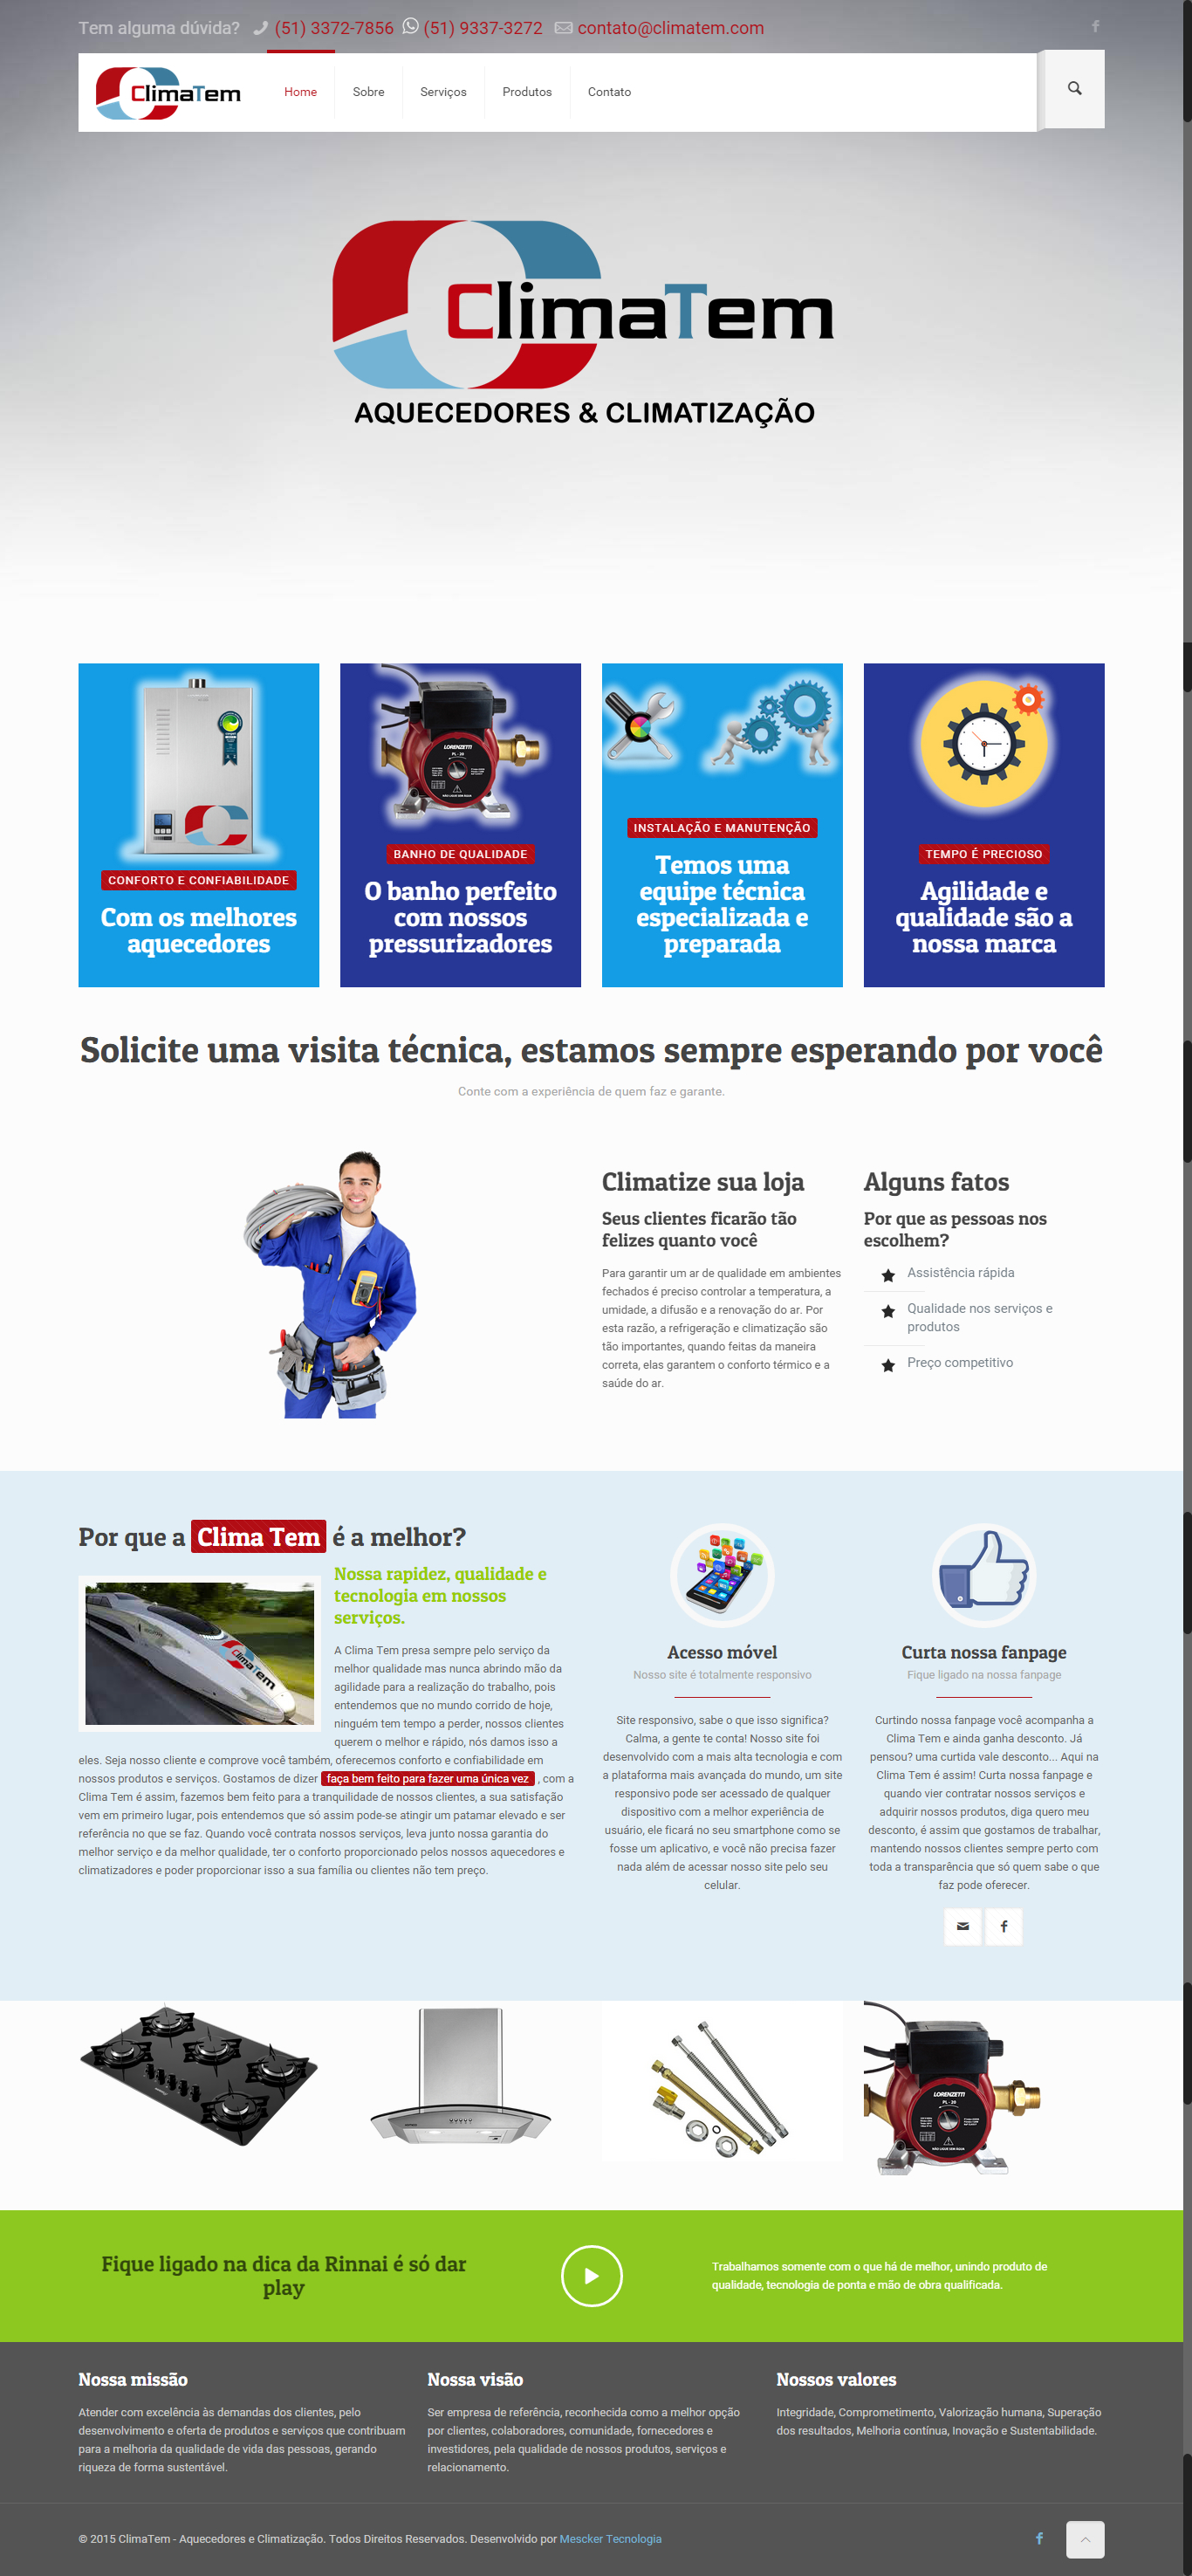 Tem alguma dúvida? (51) 3372-7856 (51) 9337-3272 contato@climatem.com
ClimaTem
Home Sobre Serviços Produtos Contato
ClimaTem
AQUECEDORES & CLIMATIZAÇÃO
CONFORTO E CONFIABILIDADE
Com os melhores
aquecedores
LORENZETTI
PL - 20
BANHO DE QUALIDADE
O banho perfeito
com nossos
pressurizadores
INSTALAÇÃO E MANUTENÇÃO
Temos uma
equipe técnica
especializada e
preparada
TEMPO É PRECIOSO
Agilidade e
qualidade são a
nossa marca
Solicite uma visita técnica, estamos sempre esperando por você
Conte com a experiência de quem faz e garante.
Climatize sua loja
Seus clientes ficarão tão
felizes quanto você
Para garantir um ar de qualidade em ambientes
fechados é preciso controlar a temperatura, a
umidade, a difusão e a renovação do ar. Por
esta razão, a refrigeração e climatização são
tão importantes, quando feitas da maneira
correta, elas garantem o conforto térmico e a
saúde do ar.
Alguns fatos
Por que as pessoas nos
escolhem?
Assistência rápida
Qualidade nos serviços e
produtos
Preço competitivo
Por que a Clima Tem é a melhor?
ClimaTem
Nossa rapidez, qualidade e
tecnologia em nossos
serviços.
A Clima Tem presa sempre pelo serviço da
melhor qualidade mas nunca abrindo mão da
agilidade para a realização do trabalho, pois
entendemos que no mundo corrido de hoje,
ninguém tem tempo a perder, nossos clientes
querem o melhor e rápido, nós damos isso a
eles. Seja nosso cliente e comprove você também, oferecemos conforto e confiabilidade em
nossos produtos e serviços. Gostamos de dizer faça bem feito para fazer uma única vez , com a
Clima Tem é assim, fazemos bem feito para a tranquilidade de nossos clientes, a sua satisfação
vem em primeiro lugar, pois entendemos que só assim pode-se atingir um patamar elevado e ser
referência no que se faz. Quando você contrata nossos serviços, leva junto nossa garantia do
melhor serviço e da melhor qualidade, ter o conforto proporcionado pelos nossos aquecedores e
climatizadores e poder proporcionar isso a sua família ou clientes não tem preço.
Acesso móvel
Nosso site é totalmente responsivo
Site responsivo, sabe o que isso significa?
Calma, a gente te conta! Nosso site foi
desenvolvido com a mais alta tecnologia e com
a plataforma mais avançada do mundo, um site
responsivo pode ser acessado de qualquer
dispositivo com a melhor experiência de
usuário, ele ficará no seu smartphone como se
fosse um aplicativo, e você não precisa fazer
nada além de acessar nosso site pelo seu
celular.
Curta nossa fanpage
Fique ligado na nossa fanpage
Curtindo nossa fanpage você acompanha a
Clima Tem e ainda ganha desconto. Já
pensou? uma curtida vale desconto... Aqui na
Clima Tem é assim! Curta nossa fanpage e
quando vier contratar nossos serviços e
adquirir nossos produtos, diga quero meu
desconto, é assim que gostamos de trabalhar,
mantendo nossos clientes sempre perto com
toda a transparência que só quem sabe o que
faz pode oferecer.
LORENZETTI
PL - 20
Fique ligado na dica da Rinnai é só dar
play
Trabalhamos somente com o que há de melhor, unindo produto de
qualidade, tecnologia de ponta e mão de obra qualificada.
Nossa missão
Atender com excelência às demandas dos clientes, pelo
desenvolvimento e oferta de produtos e serviços que contribuam
para a melhoria da qualidade de vida das pessoas, gerando
riqueza de forma sustentável.
Nossa visão
Ser empresa de referência, reconhecida como a melhor opção
por clientes, colaboradores, comunidade, fornecedores e
investidores, pela qualidade de nossos produtos, serviços e
relacionamento.
Nossos valores
Integridade, Comprometimento, Valorização humana, Superação
dos resultados, Melhoria contínua, Inovação e Sustentabilidade.
© 2015 ClimaTem - Aquecedores e Climatização. Todos Direitos Reservados. Desenvolvido por Mescker Tecnologia